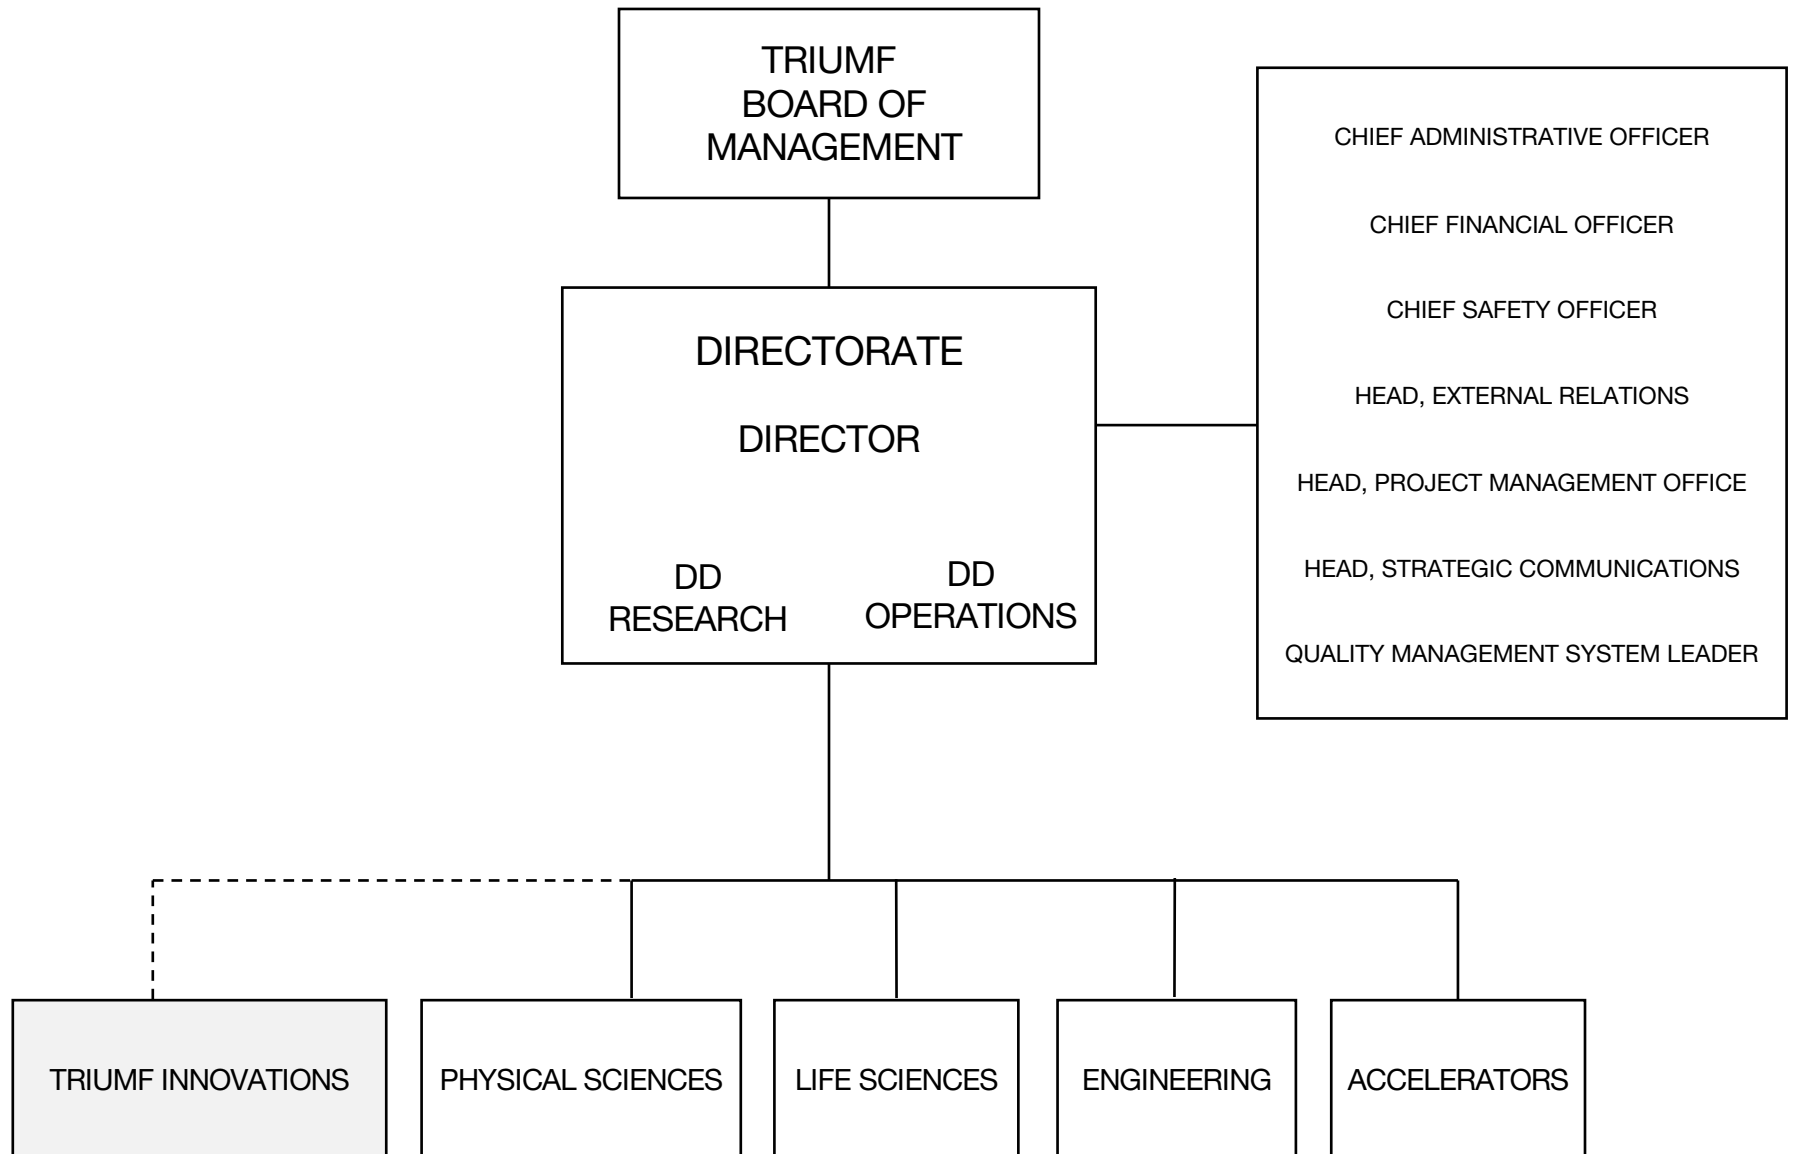 TRIUMF
BOARD OF
MANAGEMENT
CHIEF ADMINISTRATIVE OFFICER
CHIEF FINANCIAL OFFICER
CHIEF SAFETY OFFICER
HEAD, EXTERNAL RELATIONS
HEAD, PROJECT MANAGEMENT OFFICE
HEAD, STRATEGIC COMMUNICATIONS
QUALITY MANAGEMENT SYSTEM LEADER
DIRECTORATE
DIRECTOR
DD
RESEARCH
DD
OPERATIONS
TRIUMF INNOVATIONS
PHYSICAL SCIENCES
LIFE SCIENCES
ENGINEERING
ACCELERATORS